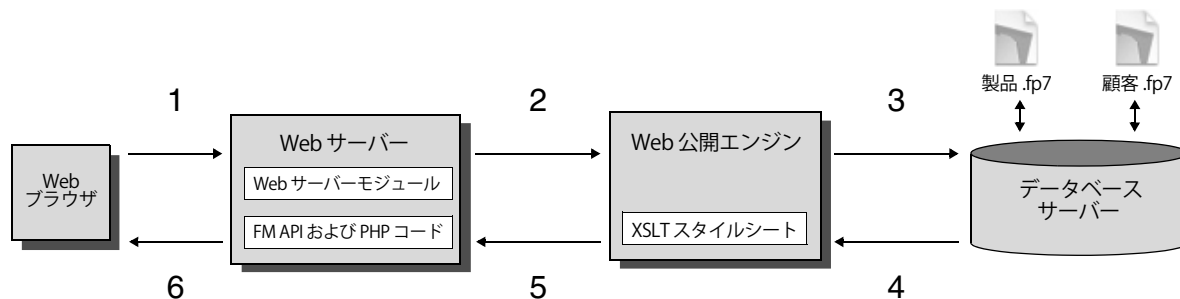 製品 .fp7
顧客 .fp7
1
2
3
Web
ブラウザ
Web サーバー
Web サーバーモジュール
FM API および PHP コード
Web 公開エンジン
XSLT スタイルシート
データベース
サーバー
6
5
4